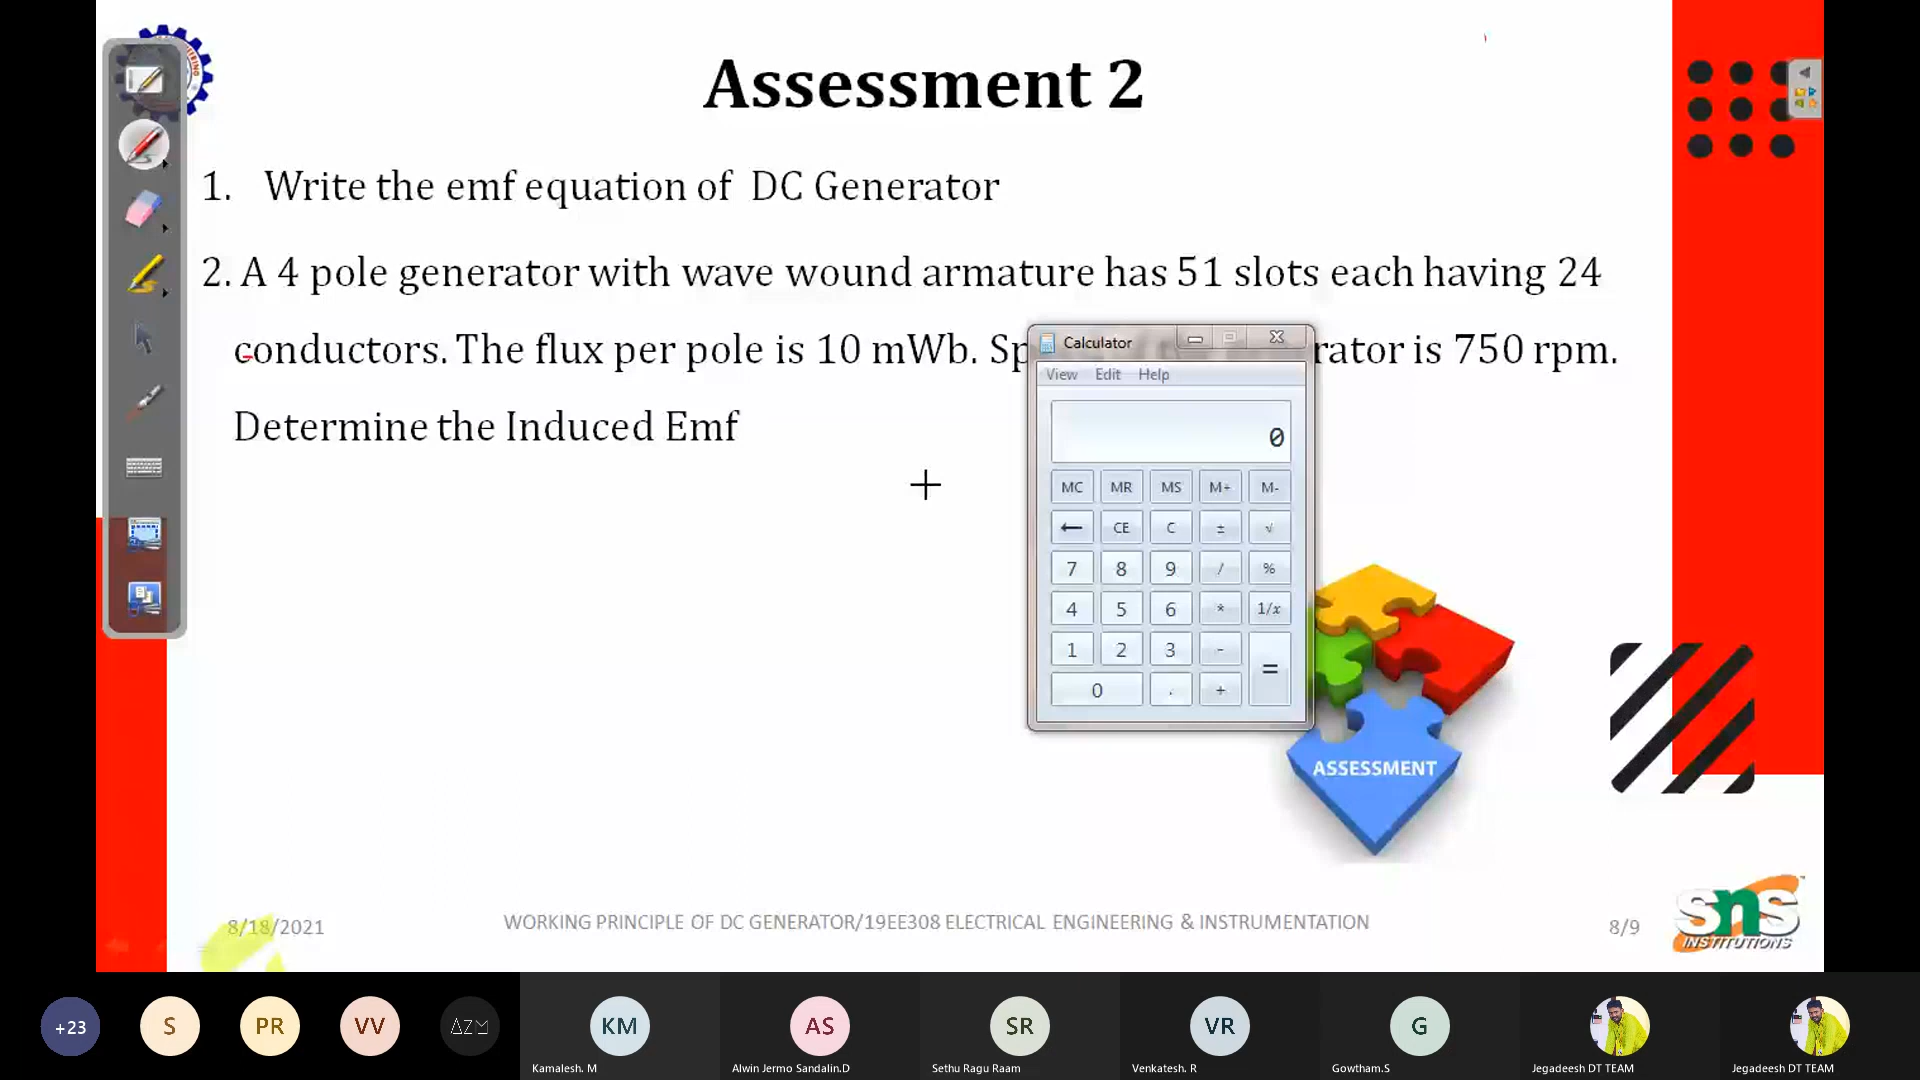 Assessment 2
1. Write the emf equation of DC Generator
2. A 4 pole generator with wave wound armature has 51 slots each having 24
conductors. The flux per pole is 10 mWb. Sp rator is 750 rpm.
Determine the Induced Emf
Calculator
View Edit Help
0
MC MR MS M+ M-
← CE C ± √
7 8 9 / %
4 5 6 * 1/x
1 2 3 - =
0 . +
ASSESSMENT
8/18/2021
WORKING PRINCIPLE OF DC GENERATOR/19EE308 ELECTRICAL ENGINEERING & INSTRUMENTATION
8/9
sns
INSTITUTIONS
+23 S PR VV KM AS SR VR G
Kamalesh. M Alwin Jermo Sandalin.D Sethu Ragu Raam Venkatesh. R Gowtham.S Jegadeesh DT TEAM Jegadeesh DT TEAM